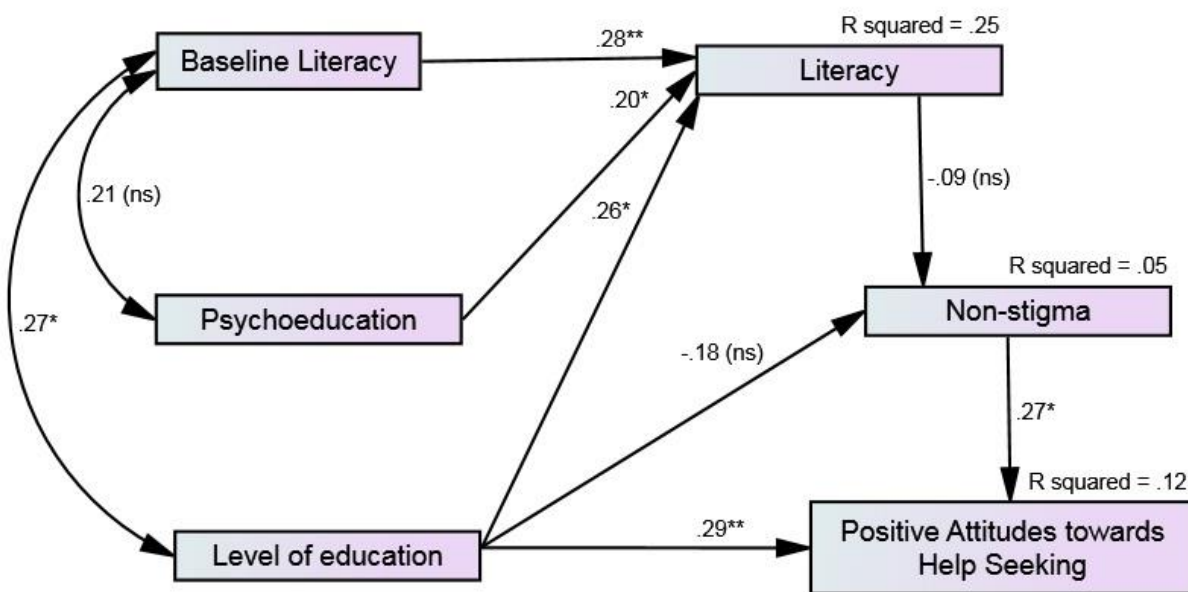 R squared = .25
Baseline Literacy
.28**
Literacy
.20*
.21 (ns)
-.09 (ns)
.26*
R squared = .05
Psychoeducation
Non-stigma
.27*
-.18 (ns)
.27*
R squared = .12
Level of education
.29**
Positive Attitudes towards
Help Seeking